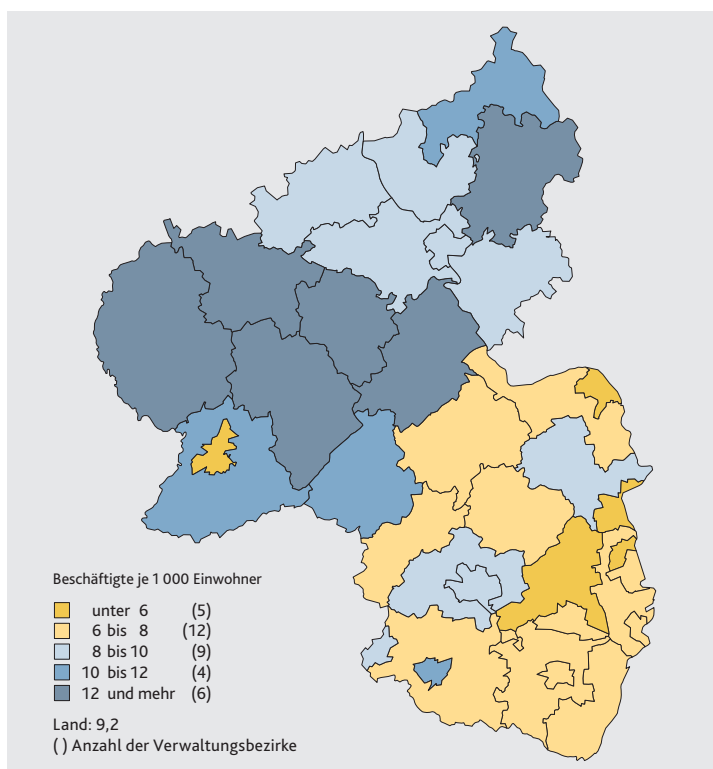 Beschäftigte je 1 000 Einwohner
unter 6 (5)
6 bis 8 (12)
8 bis 10 (9)
10 bis 12 (4)
12 und mehr (6)
Land: 9,2
( ) Anzahl der Verwaltungsbezirke